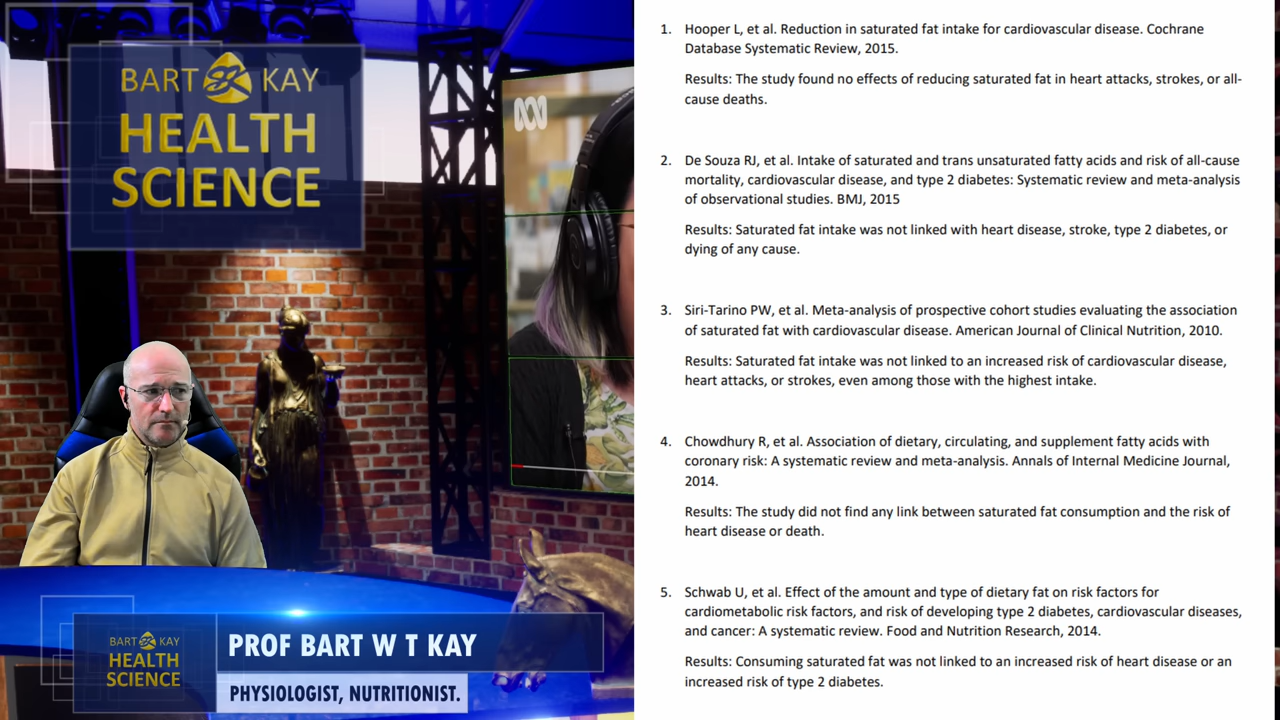 BART KAY
HEALTH
SCIENCE
BART KAY
HEALTH
SCIENCE
PROF BART W T KAY
PHYSIOLOGIST, NUTRITIONIST.
1. Hooper L, et al. Reduction in saturated fat intake for cardiovascular disease. Cochrane
Database Systematic Review, 2015.
Results: The study found no effects of reducing saturated fat in heart attacks, strokes, or all-
cause deaths.
2. De Souza RJ, et al. Intake of saturated and trans unsaturated fatty acids and risk of all-cause
mortality, cardiovascular disease, and type 2 diabetes: Systematic review and meta-analysis
of observational studies. BMJ, 2015
Results: Saturated fat intake was not linked with heart disease, stroke, type 2 diabetes, or
dying of any cause.
3. Siri-Tarino PW, et al. Meta-analysis of prospective cohort studies evaluating the association
of saturated fat with cardiovascular disease. American Journal of Clinical Nutrition, 2010.
Results: Saturated fat intake was not linked to an increased risk of cardiovascular disease,
heart attacks, or strokes, even among those with the highest intake.
4. Chowdhury R, et al. Association of dietary, circulating, and supplement fatty acids with
coronary risk: A systematic review and meta-analysis. Annals of Internal Medicine Journal,
2014.
Results: The study did not find any link between saturated fat consumption and the risk of
heart disease or death.
5. Schwab U, et al. Effect of the amount and type of dietary fat on risk factors for
cardiometabolic risk factors, and risk of developing type 2 diabetes, cardiovascular diseases,
and cancer: A systematic review. Food and Nutrition Research, 2014.
Results: Consuming saturated fat was not linked to an increased risk of heart disease or an
increased risk of type 2 diabetes.